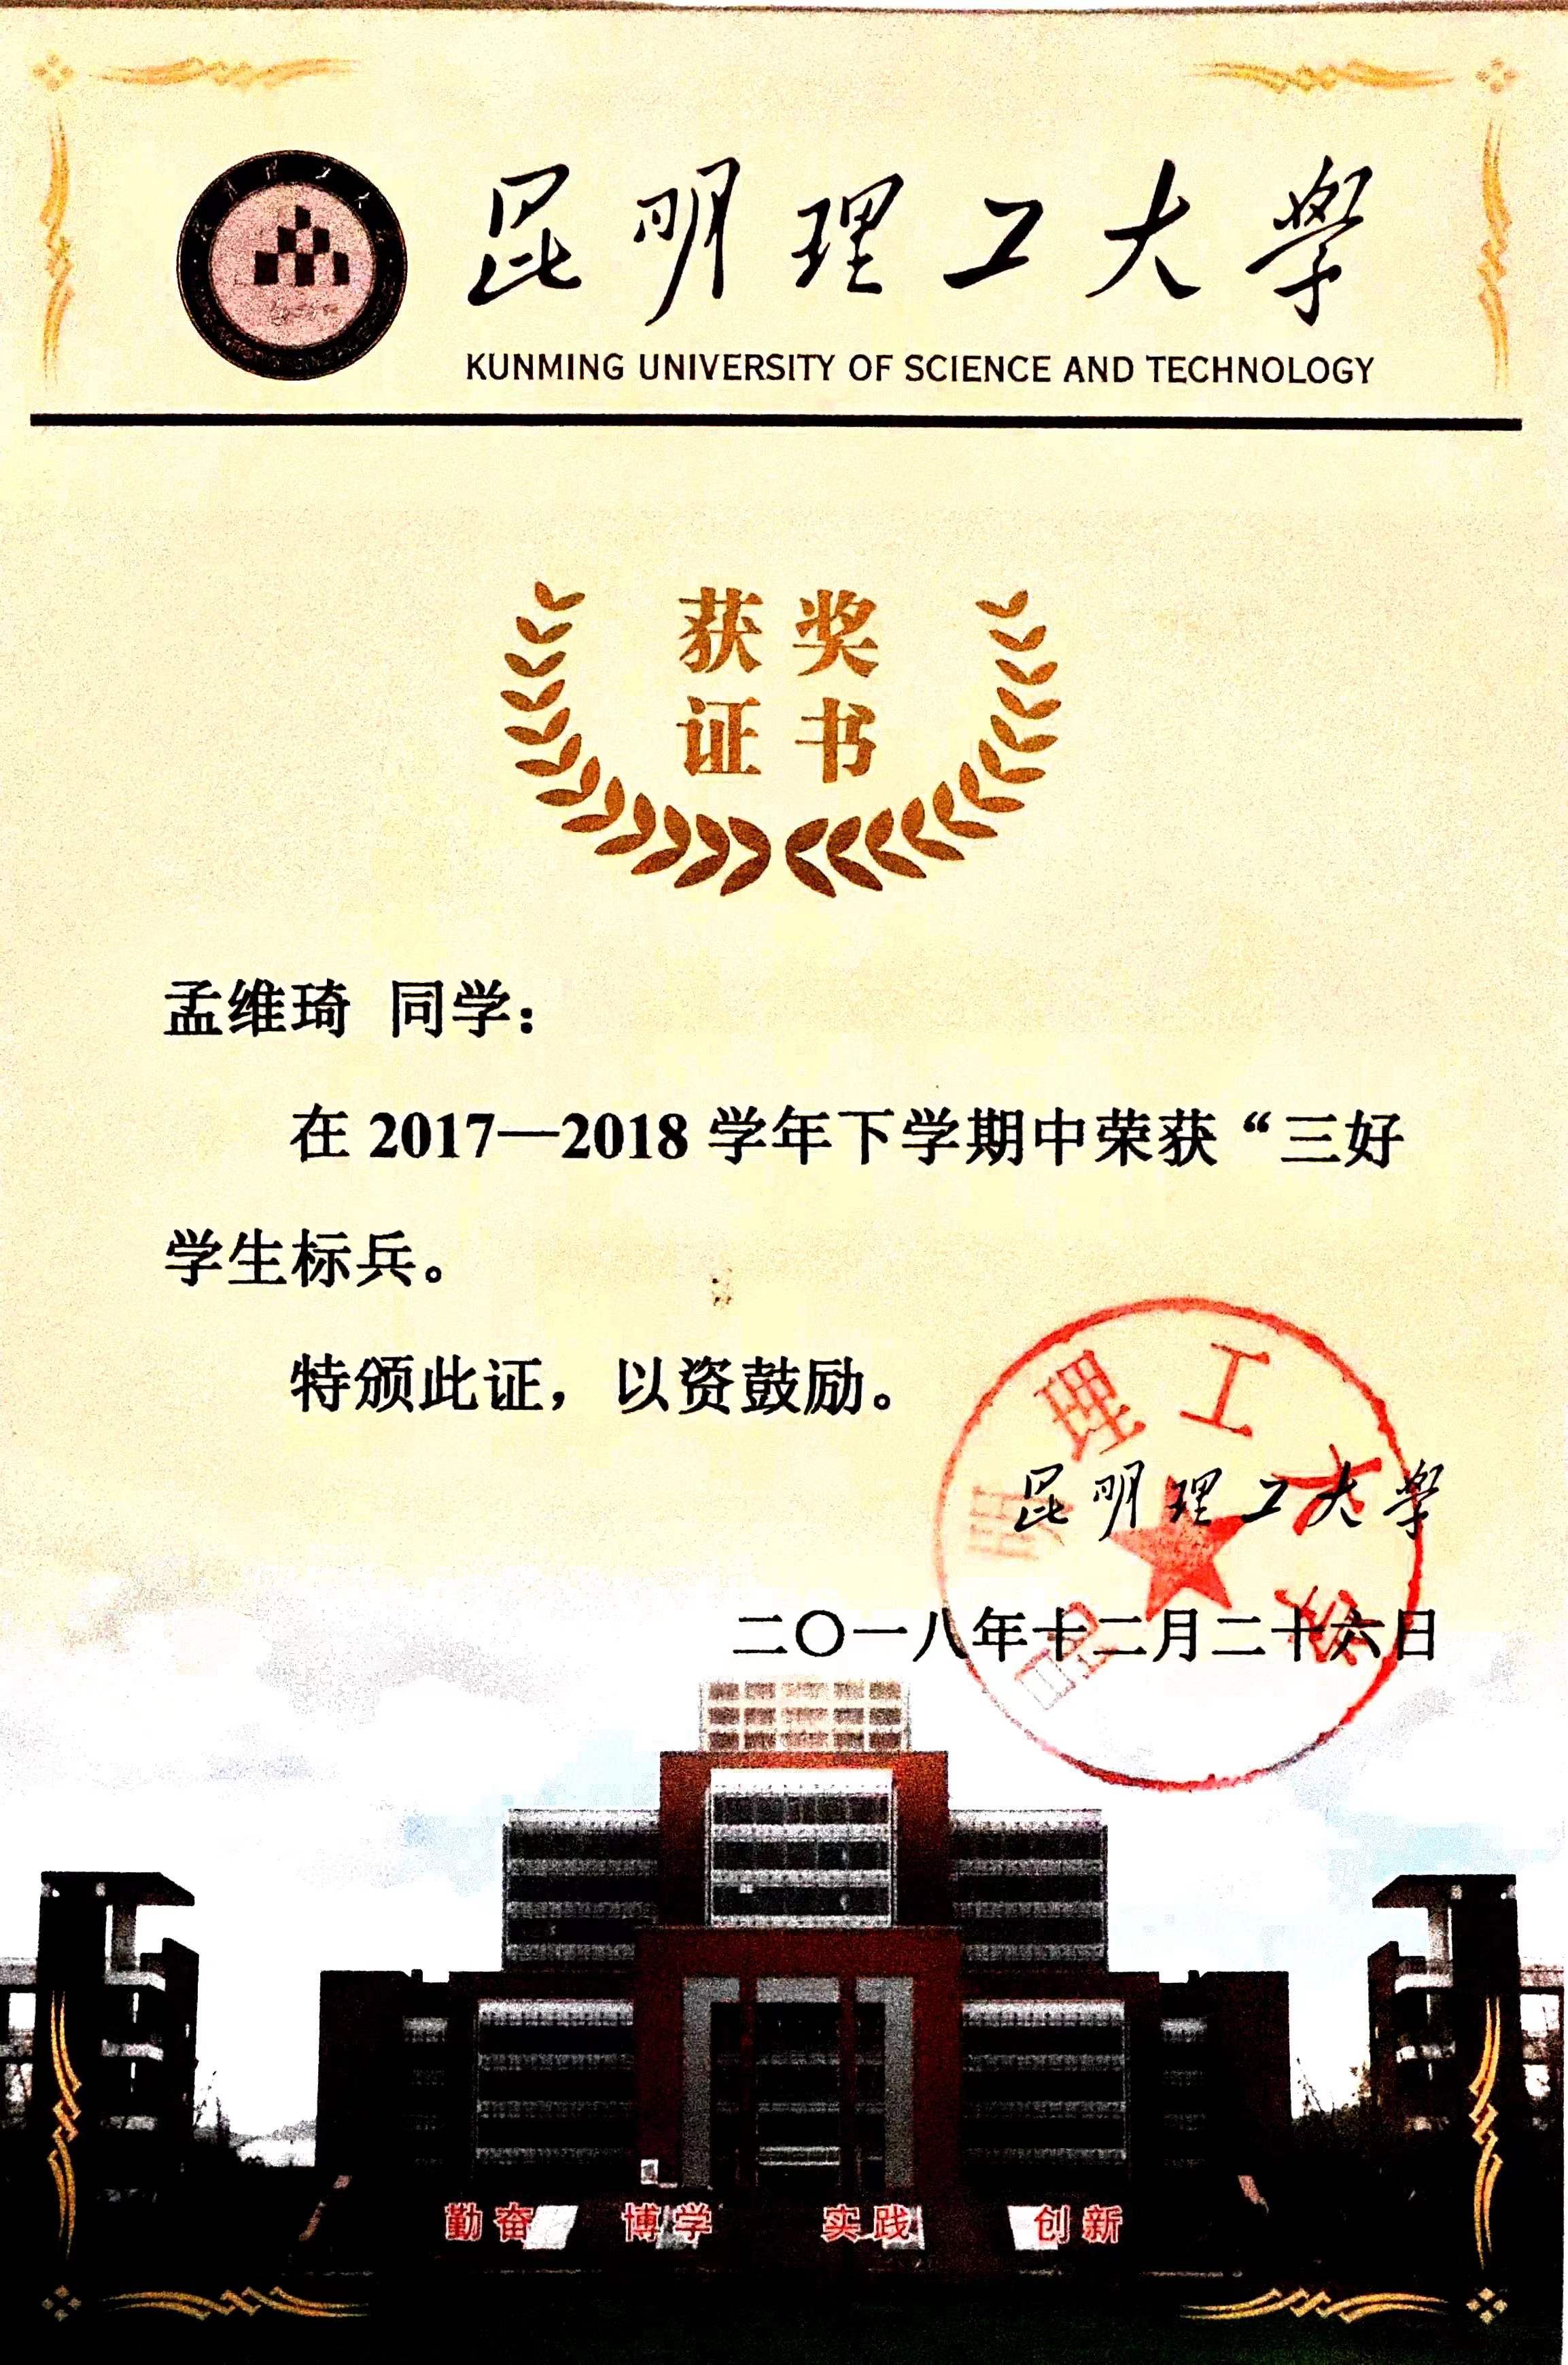 昆明理工大學
KUNMING UNIVERSITY OF SCIENCE AND TECHNOLOGY
获奖
证书
孟维琦 同学：
在 2017—2018 学年下学期中荣获“三好
学生标兵。
特颁此证，以资鼓励。
昆明理工大學
昆明理工大学
二〇一八年十二月二十六日
勤奋 博学 实践 创新